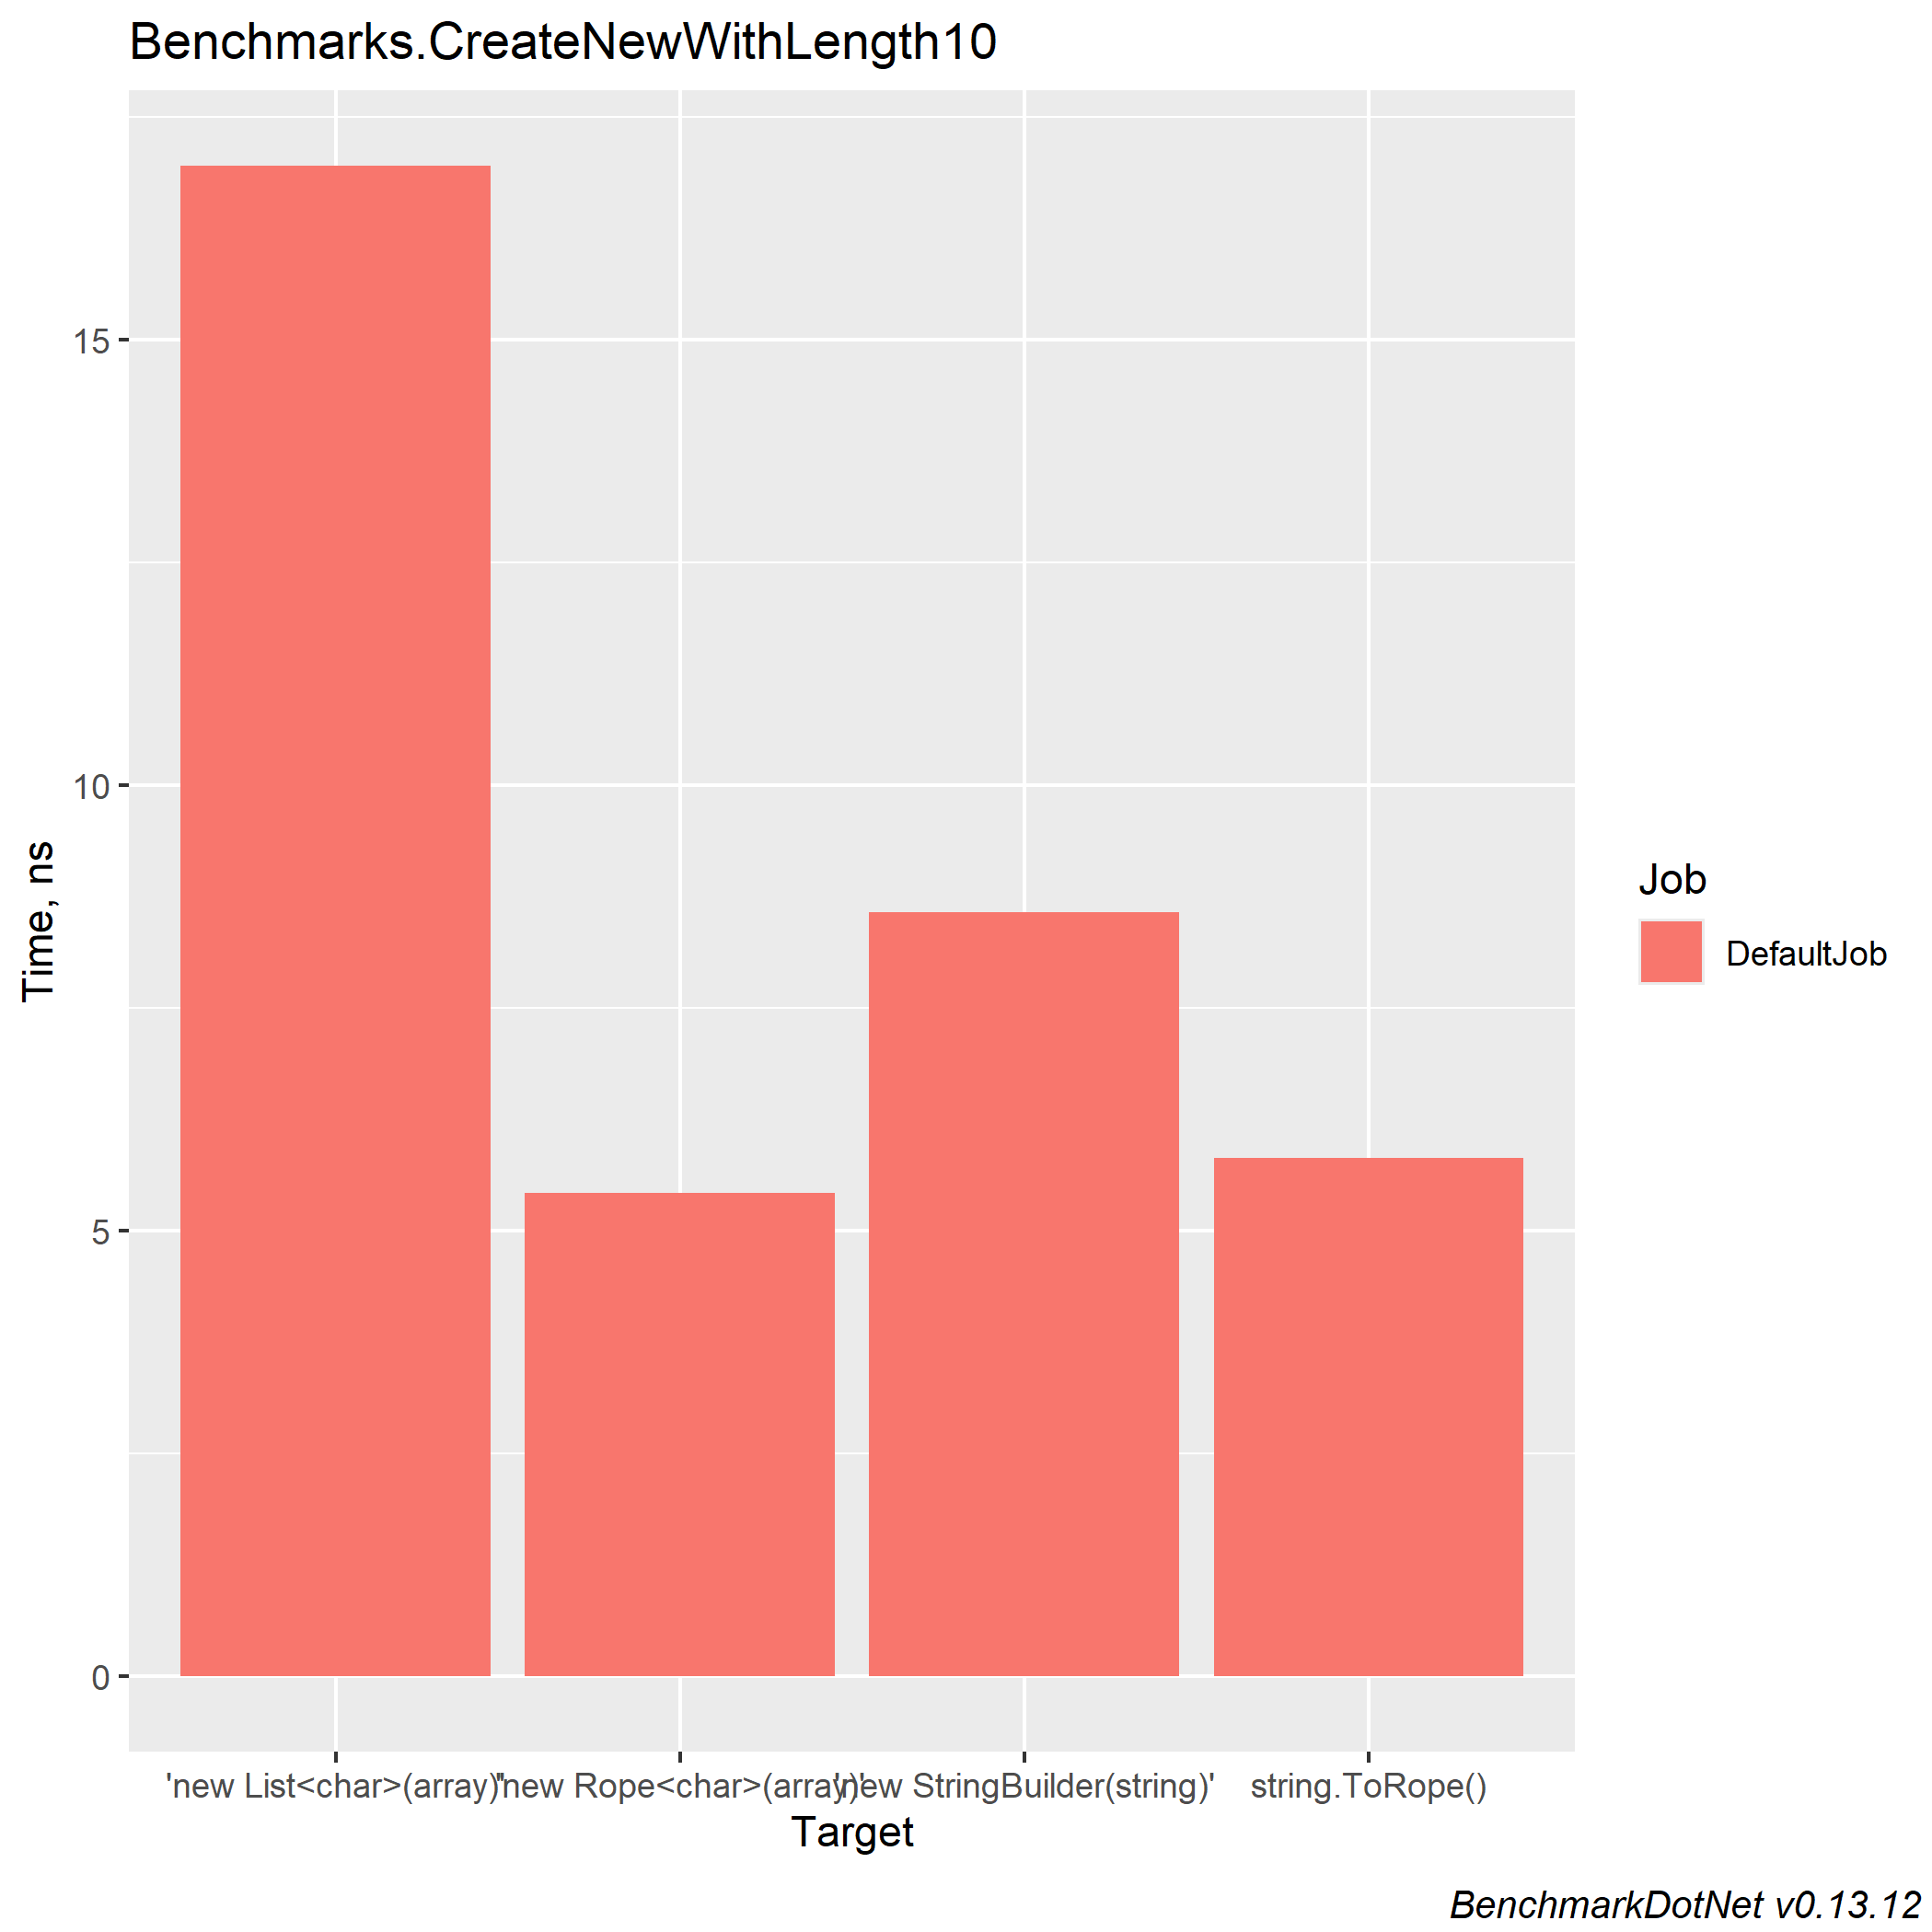 Benchmarks.CreateNewWithLength10
15
10
5
0
Time, ns
Job
DefaultJob
'new List<char>(array)' 'new Rope<char>(array)' 'new StringBuilder(string)' string.ToRope()
Target
BenchmarkDotNet v0.13.12